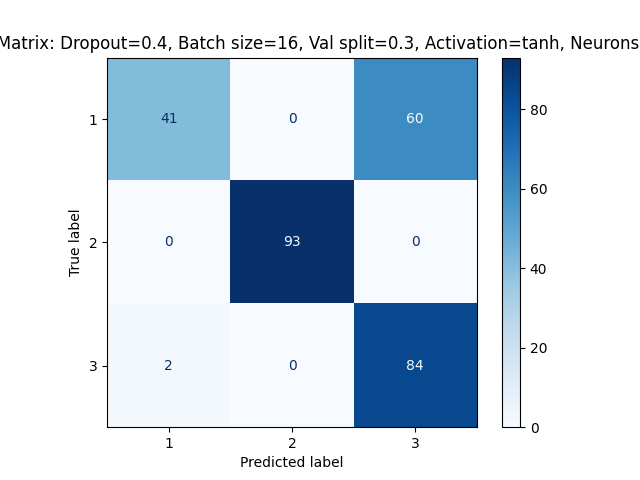 Matrix: Dropout=0.4, Batch size=16, Val split=0.3, Activation=tanh, Neurons
1 41 0 60
2 0 93 0
3 2 0 84
1 2 3
True label
Predicted label
80
60
40
20
0